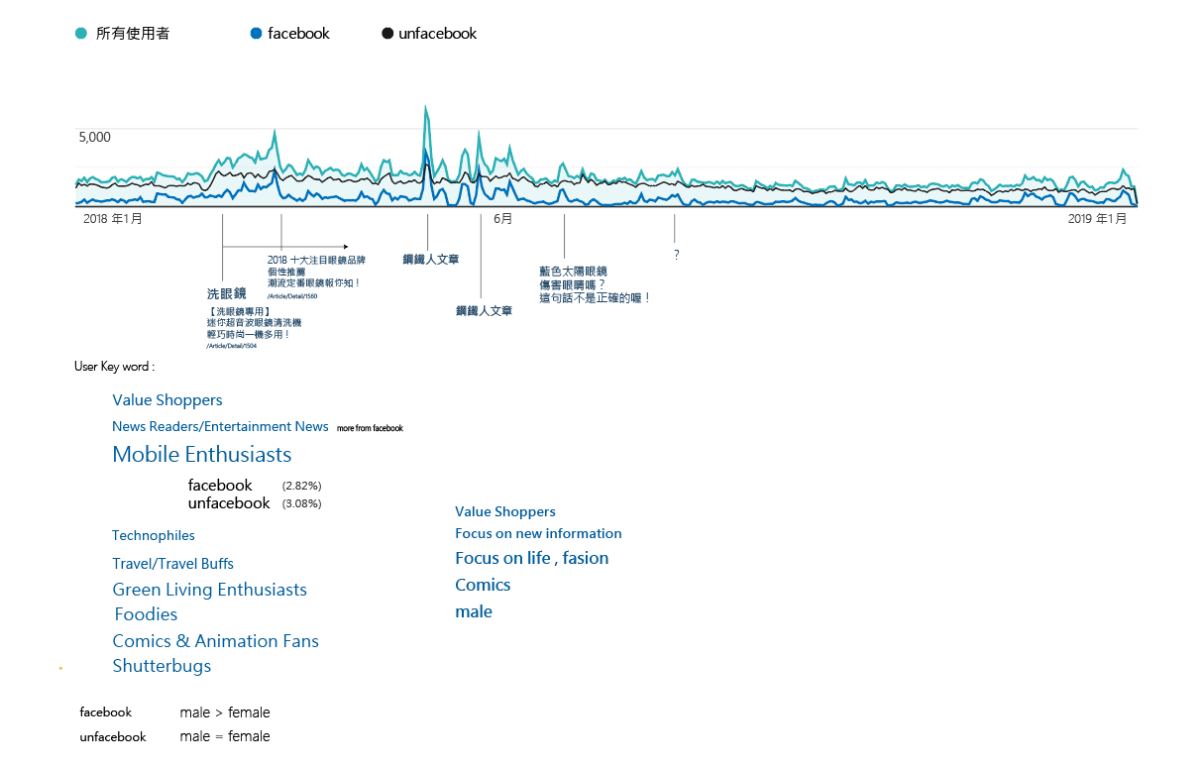 所有使用者
facebook
unfacebook
5,000
2018 年1月
6月
2019 年1月
2018 十大注目眼鏡品牌
個性推薦
潮流定番眼鏡報你知！
/Article/Detail/1560
洗眼鏡
【洗眼鏡專用】
迷你超音波眼鏡清洗機
輕巧時尚一機多用！
/Article/Detail/1504
鋼鐵人文章
鋼鐵人文章
藍色太陽眼鏡
傷害眼睛嗎？
這句話不是正確的喔！
?
User Key word :
Value Shoppers
News Readers/Entertainment News more from facebook
Mobile Enthusiasts
facebook (2.82%)
unfacebook (3.08%)
Technophiles
Travel/Travel Buffs
Green Living Enthusiasts
Foodies
Comics & Animation Fans
Shutterbugs
Value Shoppers
Focus on new information
Focus on life , fasion
Comics
male
facebook male > female
unfacebook male = female